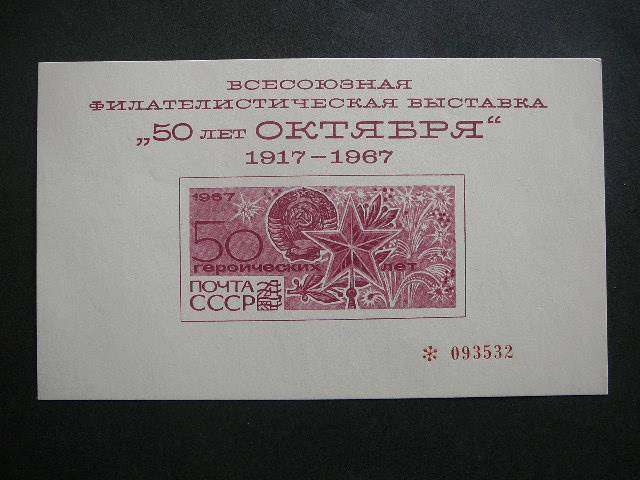 ВСЕСОЮЗНАЯ
ФИЛАТЕЛИСТИЧЕСКАЯ ВЫСТАВКА
„50 ЛЕТ ОКТЯБРЯ“
1917-1967
1967
50
ГЕРОИЧЕСКИХ ЛЕТ
ПОЧТА
СССР
* 093532